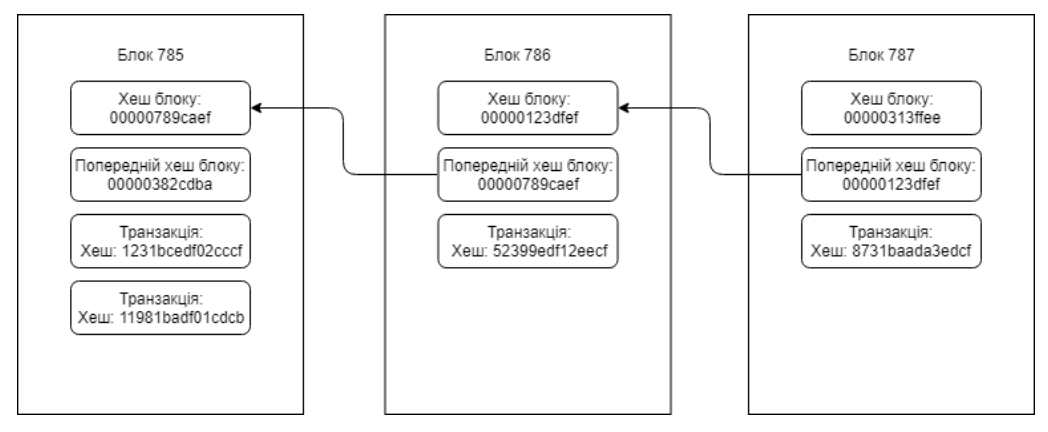 Блок 785
Хеш блоку:
00000789caef
Попередній хеш блоку:
00000382cdba
Транзакція:
Хеш: 1231bcedf02cccf
Транзакція:
Хеш: 11981badf01cdcb
Блок 786
Хеш блоку:
00000123dfef
Попередній хеш блоку:
00000789caef
Транзакція:
Хеш: 52399edf12eecf
Блок 787
Хеш блоку:
00000313ffee
Попередній хеш блоку:
00000123dfef
Транзакція:
Хеш: 8731baada3edcf